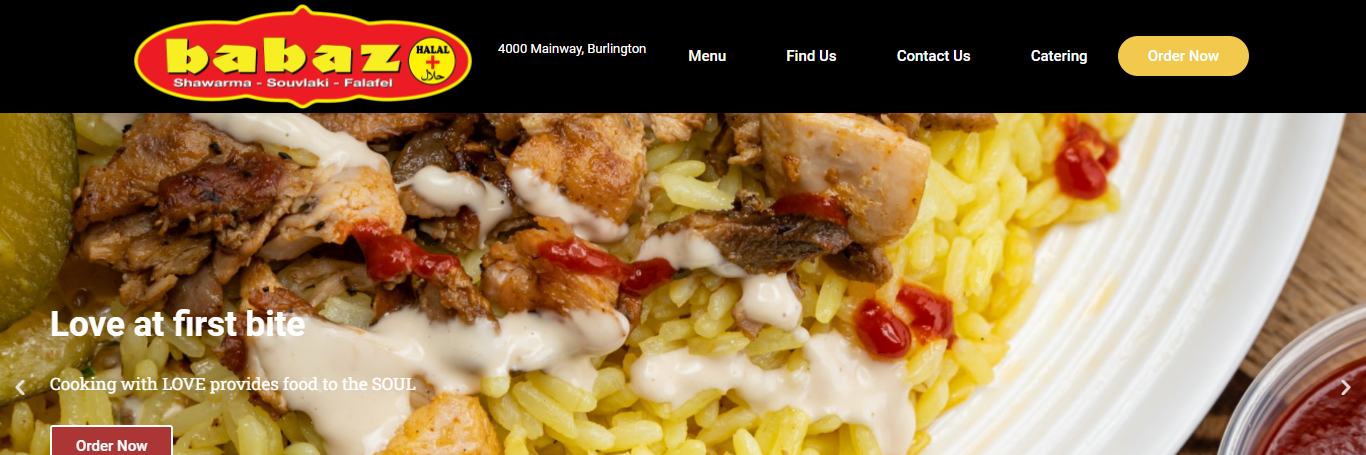 babaz
HALAL
حلال
Shawarma - Souvlaki - Falafel
4000 Mainway, Burlington
Menu
Find Us
Contact Us
Catering
Order Now
Love at first bite
Cooking with LOVE provides food to the SOUL
Order Now